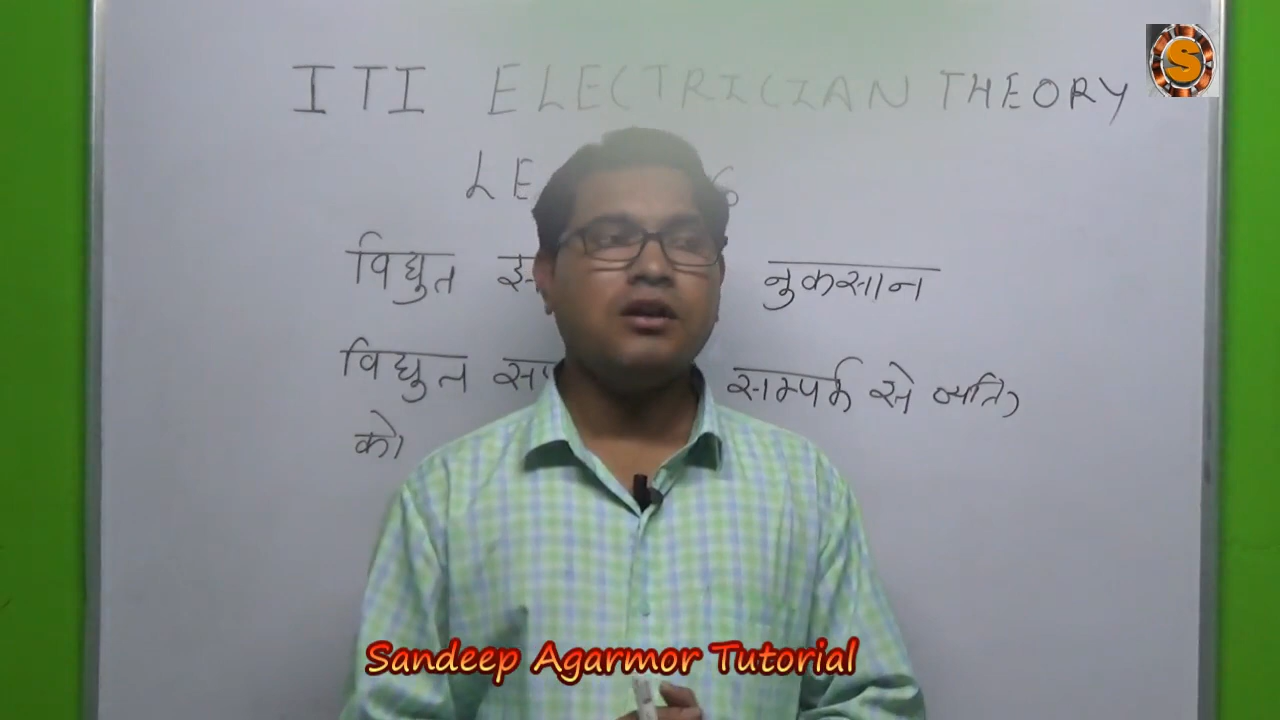 S
ITI ELECTRICIAN THEORY
विद्युत नुकसान
विद्युत सम्पर्क से व्यक्ति
को
Sandeep Agarmor Tutorial